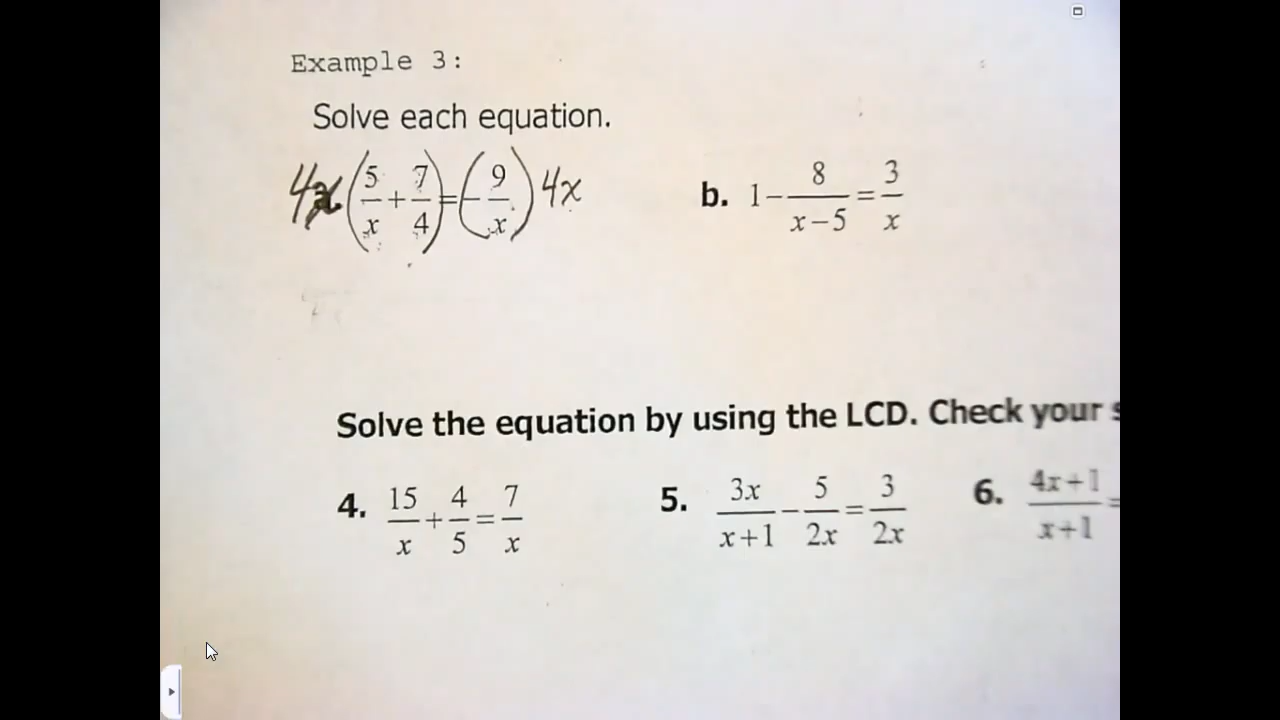 Example 3:
Solve each equation.
4x(5/x + 7/4) = (-9/x)4x
b. 1 - 8/(x-5) = 3/x
Solve the equation by using the LCD. Check your s
4. 15/x + 4/5 = 7/x
5. 3x/(x+1) - 5/2x = 3/2x
6. 4x+1/x+1 =